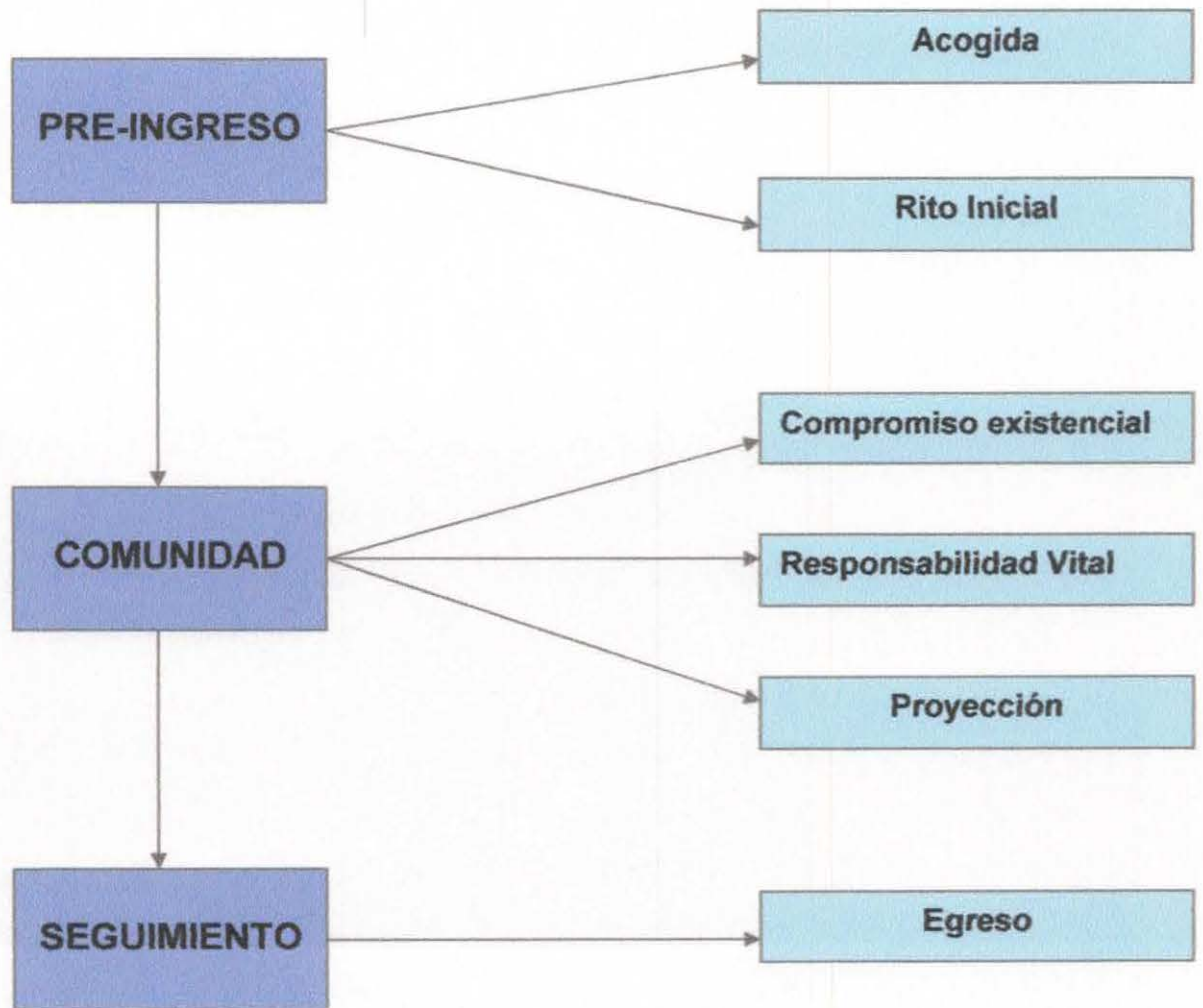 PRE-INGRESO
Acogida
Rito Inicial
COMUNIDAD
Compromiso existencial
Responsabilidad Vital
Proyección
SEGUIMIENTO
Egreso